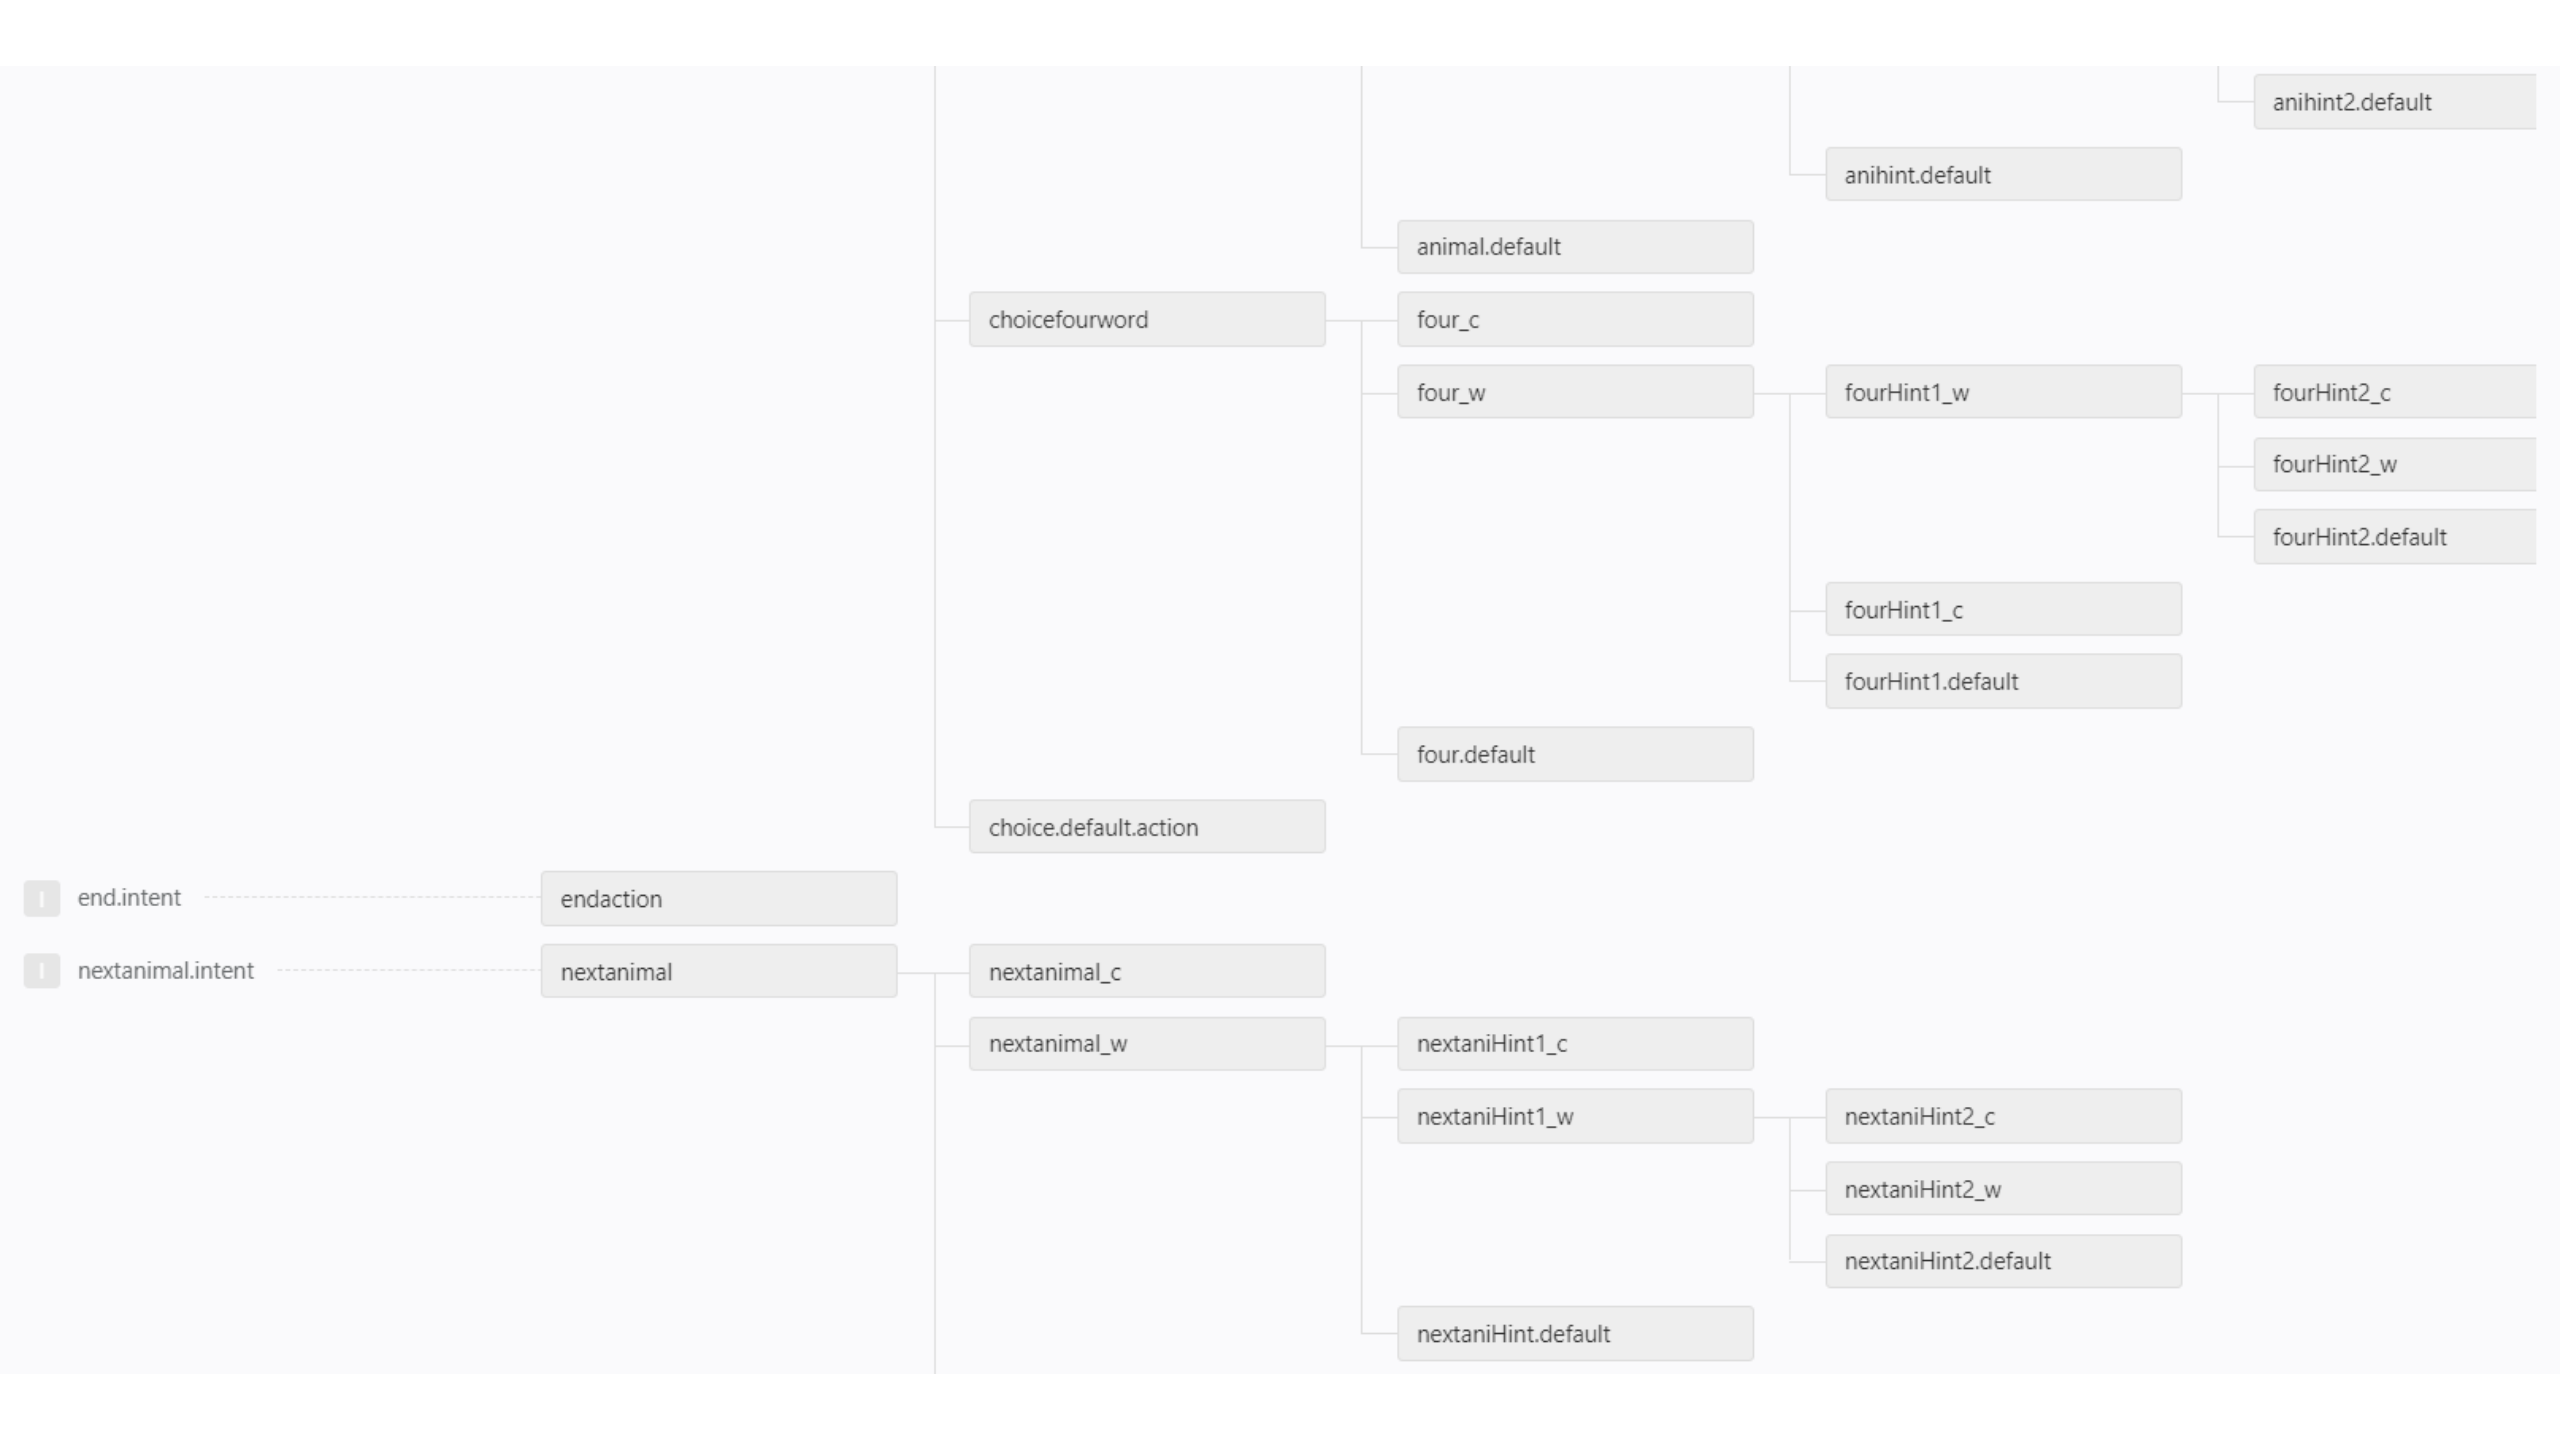 anihint2.default
anihint.default
animal.default
choicefourword
four_c
four_w
fourHint1_w
fourHint2_c
fourHint2_w
fourHint2.default
fourHint1_c
fourHint1.default
four.default
choice.default.action
I end.intent
endaction
I nextanimal.intent
nextanimal
nextanimal_c
nextanimal_w
nextaniHint1_c
nextaniHint1_w
nextaniHint2_c
nextaniHint2_w
nextaniHint2.default
nextaniHint.default